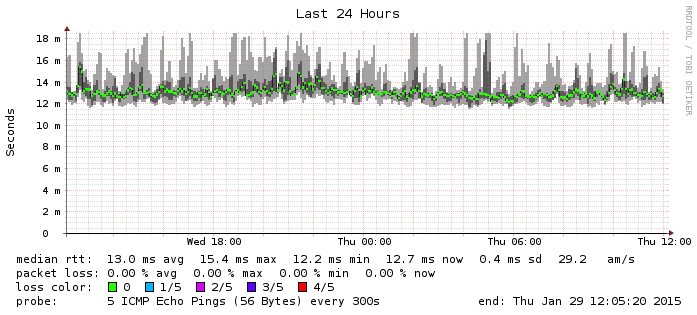 Last 24 Hours
RRDTOOL / TOBI OETIKER
Seconds
18 m
16 m
14 m
12 m
10 m
8 m
6 m
4 m
2 m
0
Wed 18:00 Thu 00:00 Thu 06:00 Thu 12:00
median rtt: 13.0 ms avg 15.4 ms max 12.2 ms min 12.7 ms now 0.4 ms sd 29.2 am/s
packet loss: 0.00 % avg 0.00 % max 0.00 % min 0.00 % now
loss color: 0 1/5 2/5 3/5 4/5
probe: 5 ICMP Echo Pings (56 Bytes) every 300s end: Thu Jan 29 12:05:20 2015